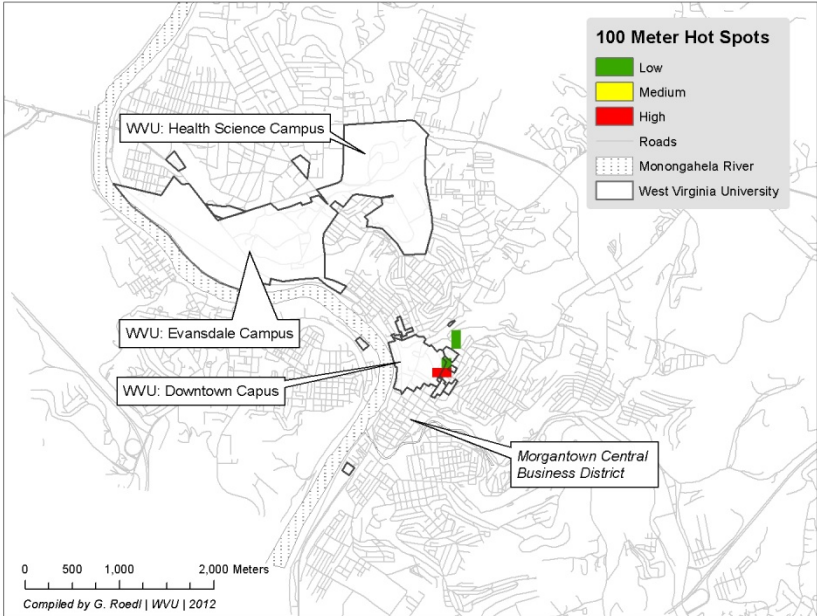 100 Meter Hot Spots
Low
Medium
High
Roads
Monongahela River
West Virginia University
WVU: Health Science Campus
WVU: Evansdale Campus
WVU: Downtown Capus
Morgantown Central
Business District
0 500 1,000 2,000 Meters
Compiled by G. Roedl | WVU | 2012